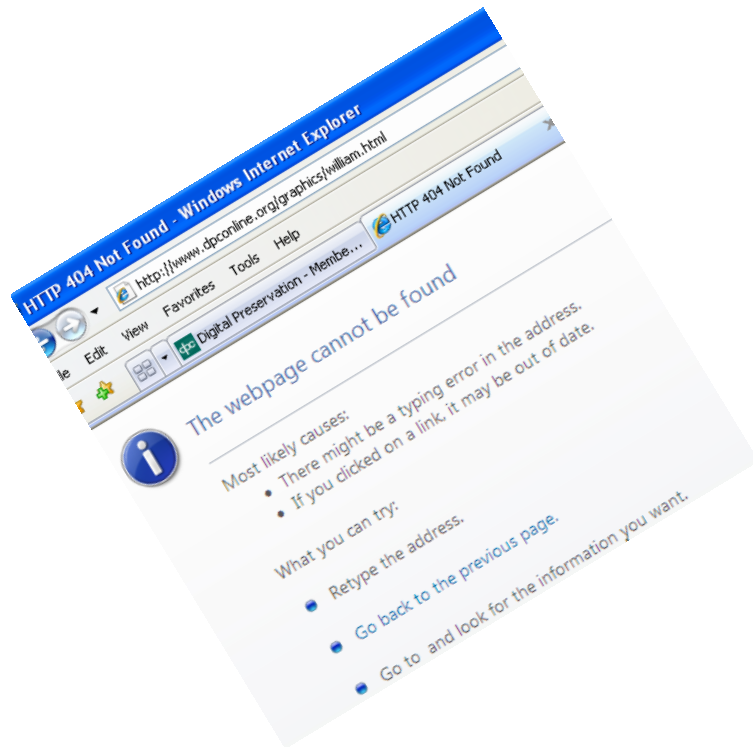 HTTP 404 Not Found - Windows Internet Explorer
http://www.dpconline.org/graphics/william.html
ile Edit View Favorites Tools Help
dpc Digital Preservation - Membe... HTTP 404 Not Found
The webpage cannot be found
Most likely causes:
• There might be a typing error in the address.
• If you clicked on a link, it may be out of date.
What you can try:
Retype the address.
Go back to the previous page.
Go to and look for the information you want.